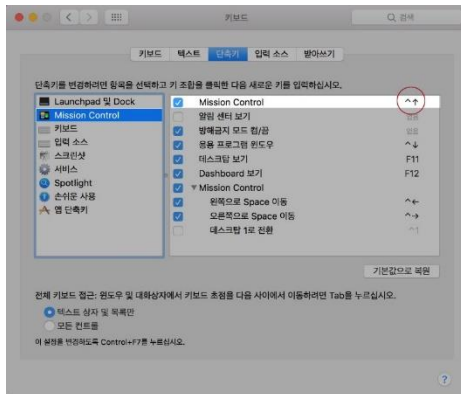 키보드
검색
키보드 텍스트 단축키 입력 소스 받아쓰기
단축키를 변경하려면 항목을 선택하고 키 조합을 클릭한 다음 새로운 키를 입력하십시오.
Launchpad 및 Dock
Mission Control
키보드
입력 소스
스크린샷
서비스
Spotlight
손쉬운 사용
앱 단축키
Mission Control ^↑
알림 센터 보기 없음
방해금지 모드 켬/끔 없음
응용 프로그램 윈도우 ^↓
데스크탑 보기 F11
Dashboard 보기 F12
Mission Control
왼쪽으로 Space 이동 ^←
오른쪽으로 Space 이동 ^→
데스크탑 1로 전환 ^1
기본값으로 복원
전체 키보드 접근: 윈도우 및 대화상자에서 키보드 초점을 다음 사이에서 이동하려면 Tab을 누르십시오.
텍스트 상자 및 목록만
모든 컨트롤
이 설정을 변경하도록 Control+F7를 누르십시오.
?